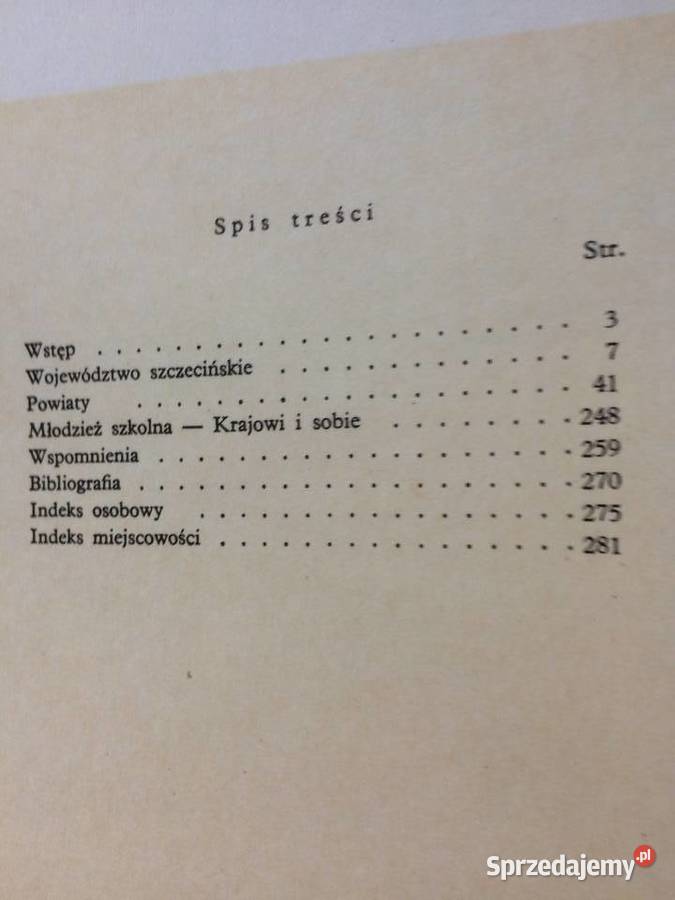 Spis treści
Str.
Wstęp . . . . . . . . . . . . . . . . . . . . 3
Województwo szczecińskie . . . . . . . . . . . 7
Powiaty . . . . . . . . . . . . . . . . . . 41
Młodzież szkolna — Krajowi i sobie . . . . . . . 248
Wspomnienia . . . . . . . . . . . . . . . . . 259
Bibliografia . . . . . . . . . . . . . . . . . . 270
Indeks osobowy . . . . . . . . . . . . . . . . 275
Indeks miejscowości . . . . . . . . . . . . . . . 281
Sprzedajemy.pl